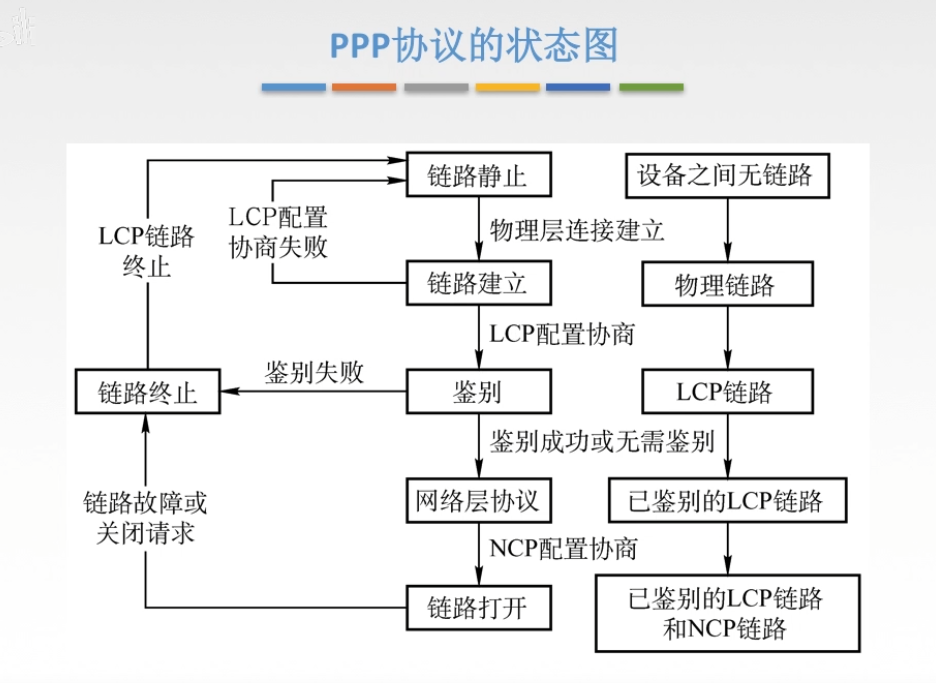 PPP协议的状态图
链路静止
设备之间无链路
LCP配置
协商失败
物理层连接建立
LCP链路
终止
链路建立
物理链路
LCP配置协商
鉴别失败
链路终止
鉴别
LCP链路
鉴别成功或无需鉴别
链路故障或
关闭请求
网络层协议
已鉴别的LCP链路
NCP配置协商
链路打开
已鉴别的LCP链路
和NCP链路